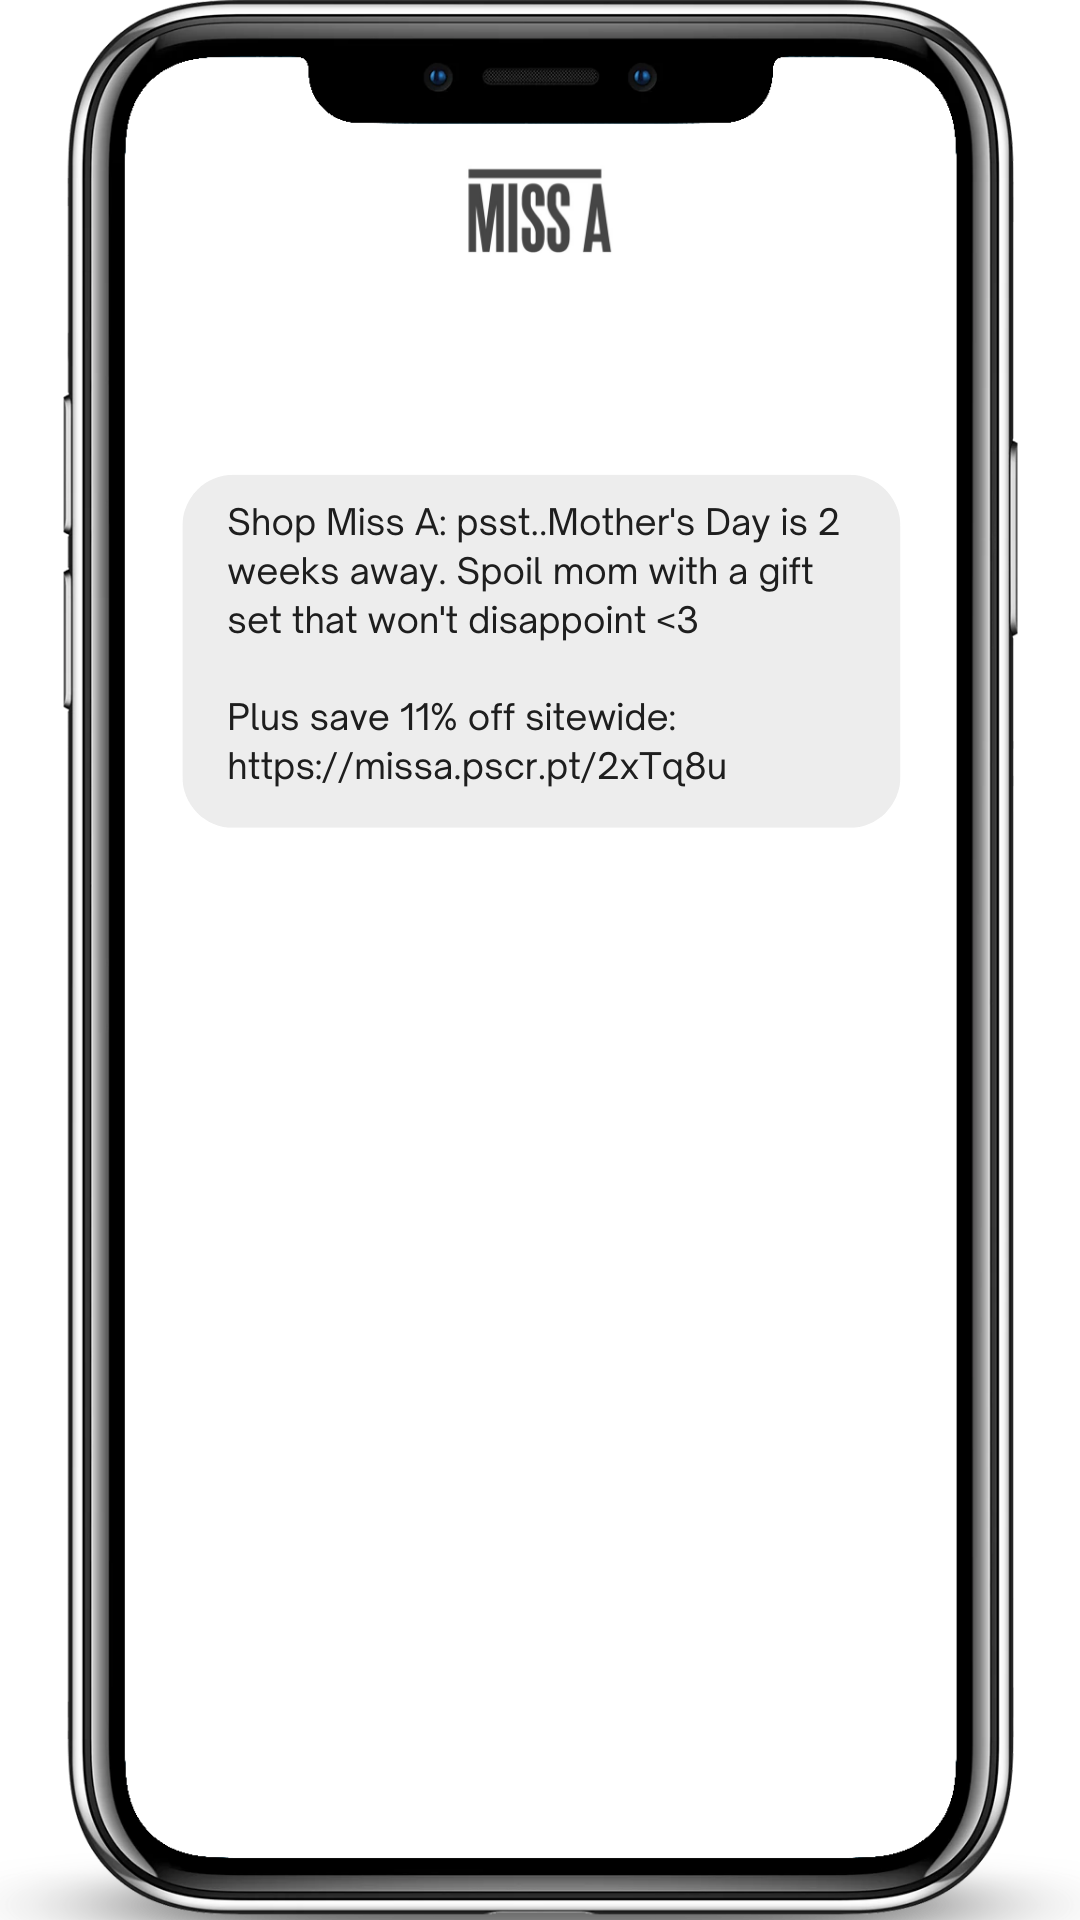 MISS A
Shop Miss A: psst..Mother's Day is 2
weeks away. Spoil mom with a gift
set that won't disappoint <3
Plus save 11% off sitewide:
https://missa.pscr.pt/2xTq8u